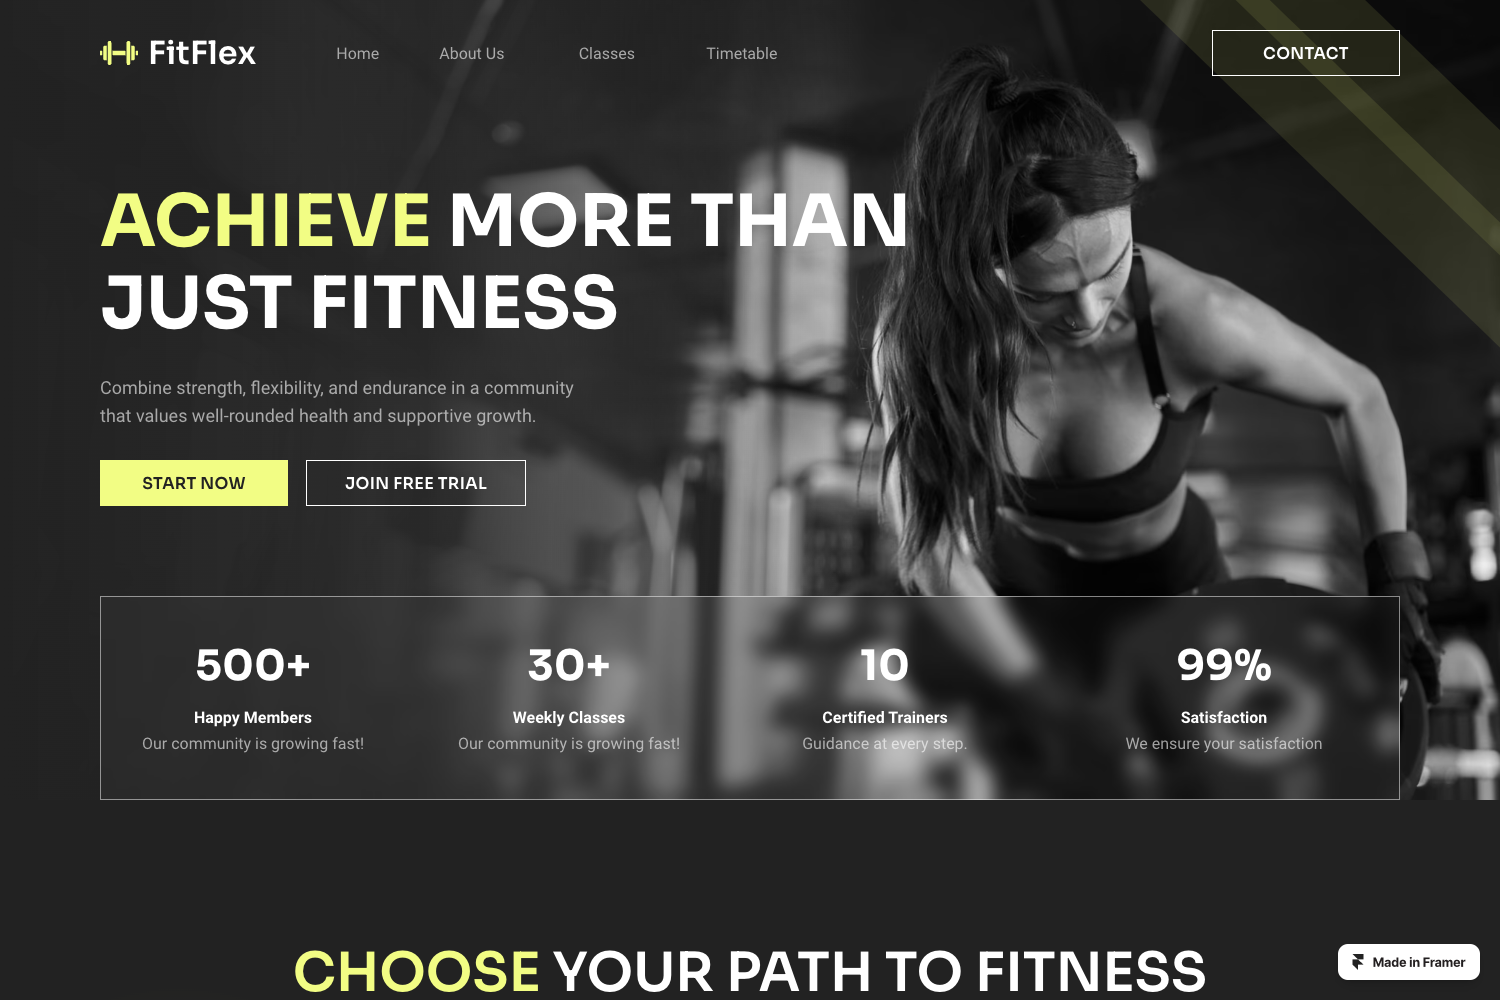 FitFlex
Home
About Us
Classes
Timetable
CONTACT
ACHIEVE MORE THAN
JUST FITNESS
Combine strength, flexibility, and endurance in a community
that values well-rounded health and supportive growth.
START NOW
JOIN FREE TRIAL
500+
Happy Members
Our community is growing fast!
30+
Weekly Classes
Our community is growing fast!
10
Certified Trainers
Guidance at every step.
99%
Satisfaction
We ensure your satisfaction
CHOOSE YOUR PATH TO FITNESS
Made in Framer